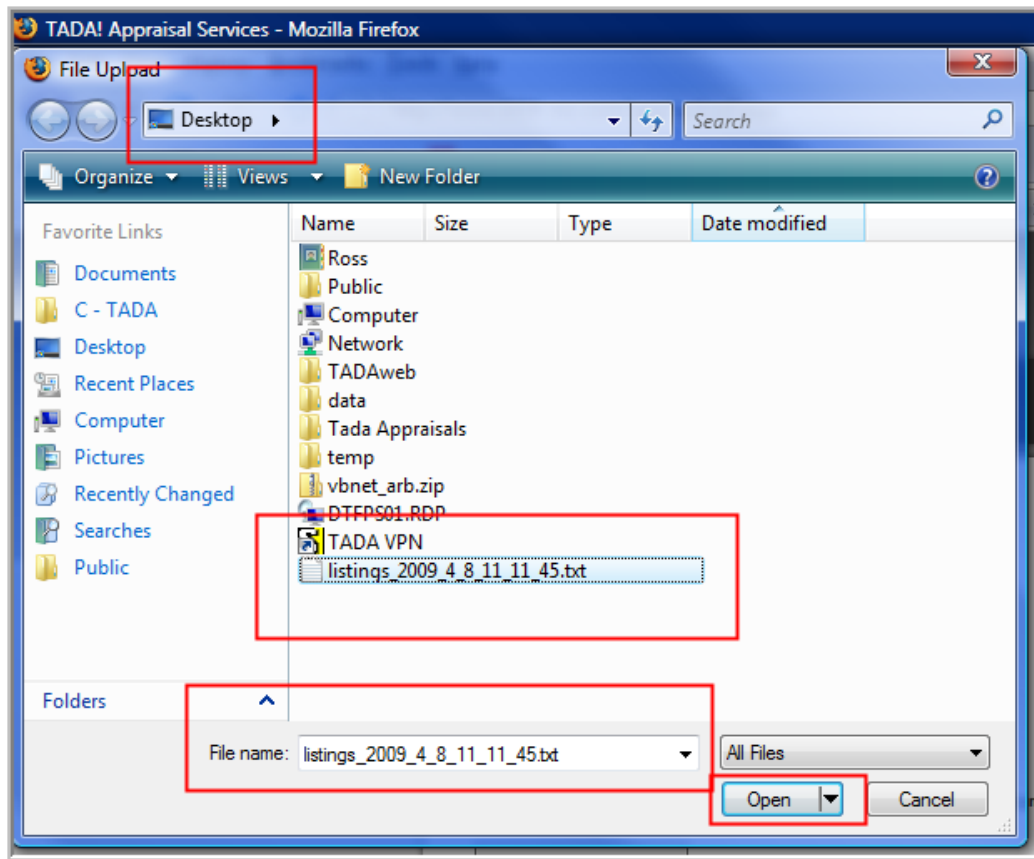 TADA! Appraisal Services - Mozilla Firefox
File Upload
Desktop
Search
Organize Views New Folder
Favorite Links
Documents
C - TADA
Desktop
Recent Places
Computer
Pictures
Recently Changed
Searches
Public
Folders
Name Size Type Date modified
Ross
Public
Computer
Network
TADAweb
data
Tada Appraisals
temp
vbnet_arb.zip
DTFPS01.RDP
TADA VPN
listings_2009_4_8_11_11_45.txt
File name: listings_2009_4_8_11_11_45.txt All Files
Open Cancel